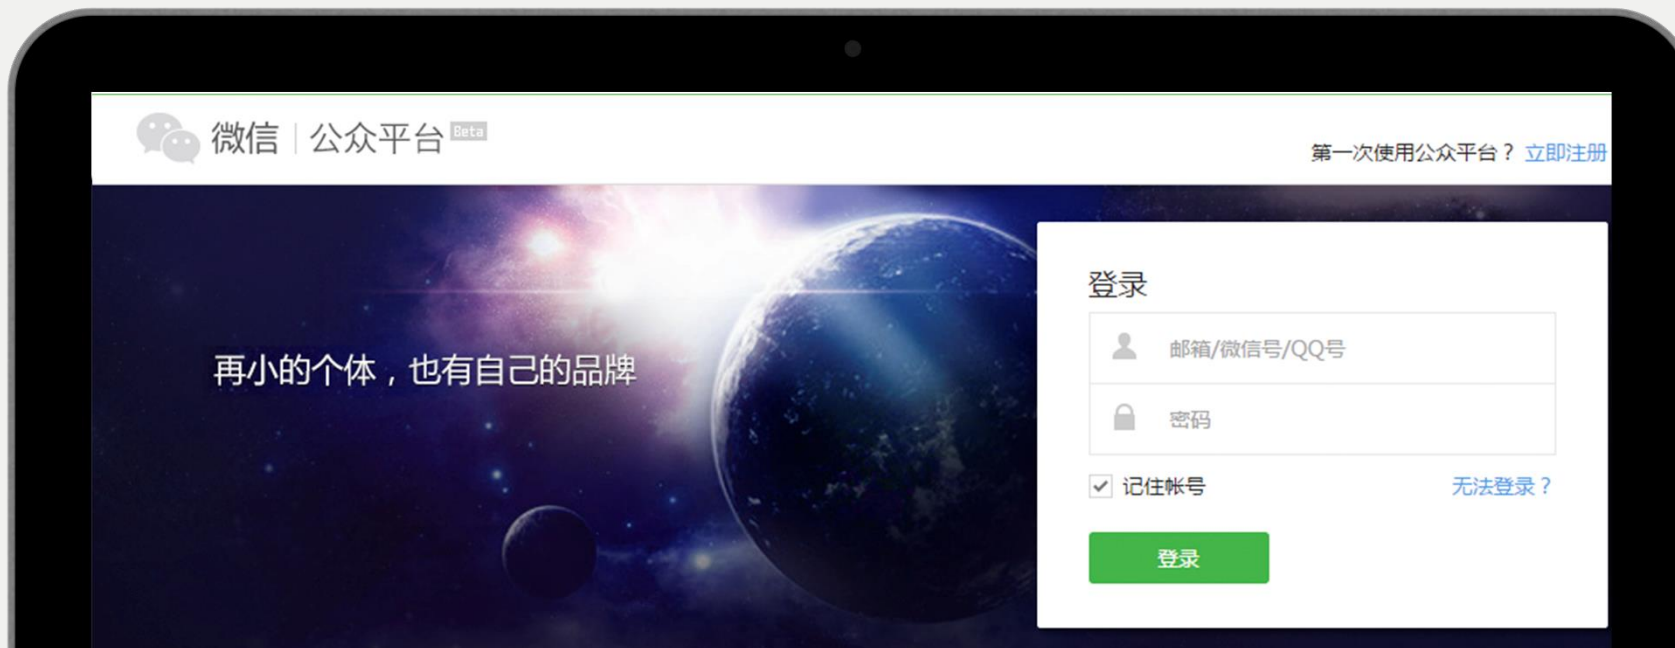 微信 | 公众平台 Beta
第一次使用公众平台？ 立即注册
再小的个体，也有自己的品牌
登录
邮箱/微信号/QQ号
密码
记住帐号
无法登录？
登录